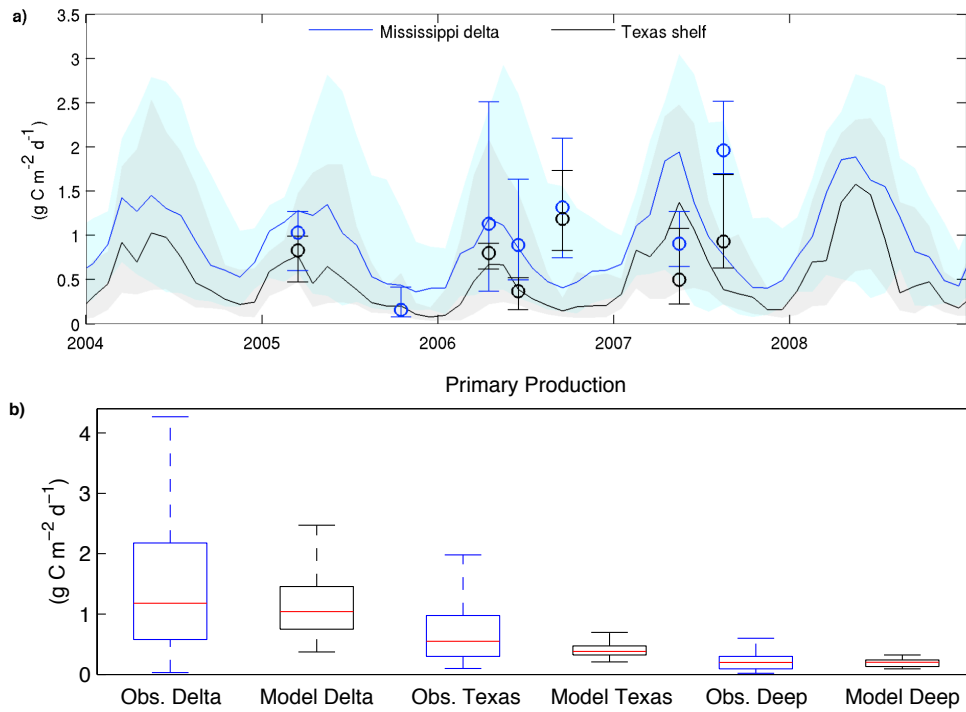 a)
3.5
3
2.5
2
1.5
1
0.5
0
(g C m⁻² d⁻¹)
Mississippi delta
Texas shelf
2004 2005 2006 2007 2008
Primary Production
b)
4
3
2
1
0
(g C m⁻² d⁻¹)
Obs. Delta Model Delta Obs. Texas Model Texas Obs. Deep Model Deep